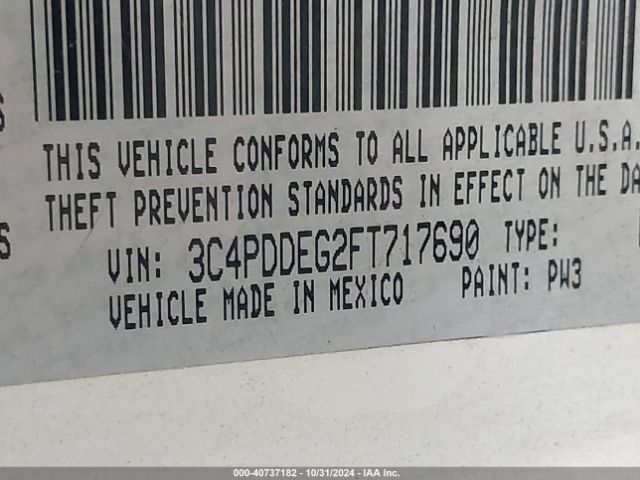 S
THIS VEHICLE CONFORMS TO ALL APPLICABLE U.S.A.
THEFT PREVENTION STANDARDS IN EFFECT ON THE DA
S
VIN: 3C4PDDEG2FT717690 TYPE:
VEHICLE MADE IN MEXICO PAINT: PW3
000-40737182 - 10/31/2024 - IAA Inc.